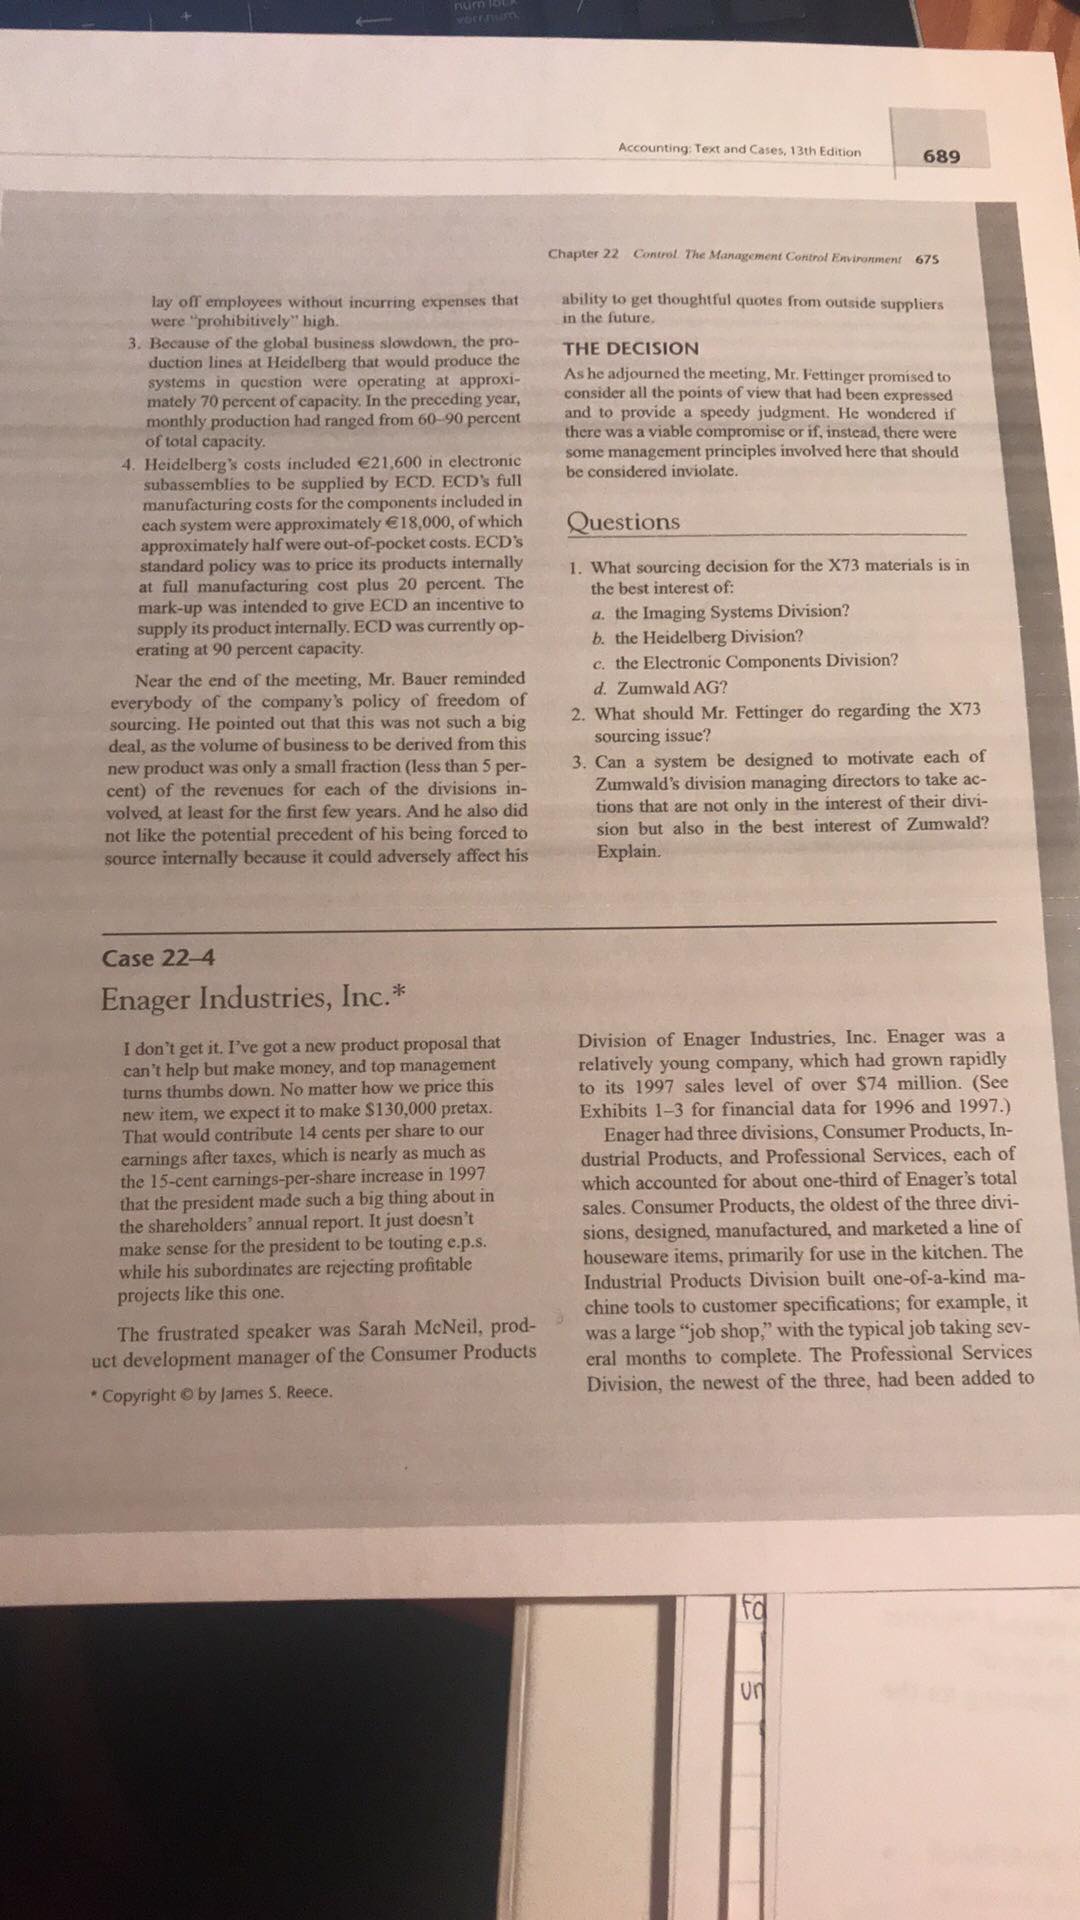 num lock
Accounting: Text and Cases, 13th Edition
689
Chapter 22 Control: The Management Control Environment 675
lay off employees without incurring expenses that
were "prohibitively" high.
3. Because of the global business slowdown, the pro-
duction lines at Heidelberg that would produce the
systems in question were operating at approxi-
mately 70 percent of capacity. In the preceding year,
monthly production had ranged from 60–90 percent
of total capacity.
4. Heidelberg's costs included €21,600 in electronic
subassemblies to be supplied by ECD. ECD's full
manufacturing costs for the components included in
each system were approximately €18,000, of which
approximately half were out-of-pocket costs. ECD's
standard policy was to price its products internally
at full manufacturing cost plus 20 percent. The
mark-up was intended to give ECD an incentive to
supply its product internally. ECD was currently op-
erating at 90 percent capacity.
Near the end of the meeting, Mr. Bauer reminded
everybody of the company's policy of freedom of
sourcing. He pointed out that this was not such a big
deal, as the volume of business to be derived from this
new product was only a small fraction (less than 5 per-
cent) of the revenues for each of the divisions in-
volved, at least for the first few years. And he also did
not like the potential precedent of his being forced to
source internally because it could adversely affect his
ability to get thoughtful quotes from outside suppliers
in the future.
THE DECISION
As he adjourned the meeting, Mr. Fettinger promised to
consider all the points of view that had been expressed
and to provide a speedy judgment. He wondered if
there was a viable compromise or if, instead, there were
some management principles involved here that should
be considered inviolate.
Questions
1. What sourcing decision for the X73 materials is in
the best interest of:
a. the Imaging Systems Division?
b. the Heidelberg Division?
c. the Electronic Components Division?
d. Zumwald AG?
2. What should Mr. Fettinger do regarding the X73
sourcing issue?
3. Can a system be designed to motivate each of
Zumwald's division managing directors to take ac-
tions that are not only in the interest of their divi-
sion but also in the best interest of Zumwald?
Explain.
Case 22–4
Enager Industries, Inc.*
I don't get it. I've got a new product proposal that
can't help but make money, and top management
turns thumbs down. No matter how we price this
new item, we expect it to make $130,000 pretax.
That would contribute 14 cents per share to our
earnings after taxes, which is nearly as much as
the 15-cent earnings-per-share increase in 1997
that the president made such a big thing about in
the shareholders' annual report. It just doesn't
make sense for the president to be touting e.p.s.
while his subordinates are rejecting profitable
projects like this one.
The frustrated speaker was Sarah McNeil, prod-
uct development manager of the Consumer Products
* Copyright © by James S. Reece.
Division of Enager Industries, Inc. Enager was a
relatively young company, which had grown rapidly
to its 1997 sales level of over $74 million. (See
Exhibits 1–3 for financial data for 1996 and 1997.)
Enager had three divisions, Consumer Products, In-
dustrial Products, and Professional Services, each of
which accounted for about one-third of Enager's total
sales. Consumer Products, the oldest of the three divi-
sions, designed, manufactured, and marketed a line of
houseware items, primarily for use in the kitchen. The
Industrial Products Division built one-of-a-kind ma-
chine tools to customer specifications; for example, it
was a large "job shop," with the typical job taking sev-
eral months to complete. The Professional Services
Division, the newest of the three, had been added to
un